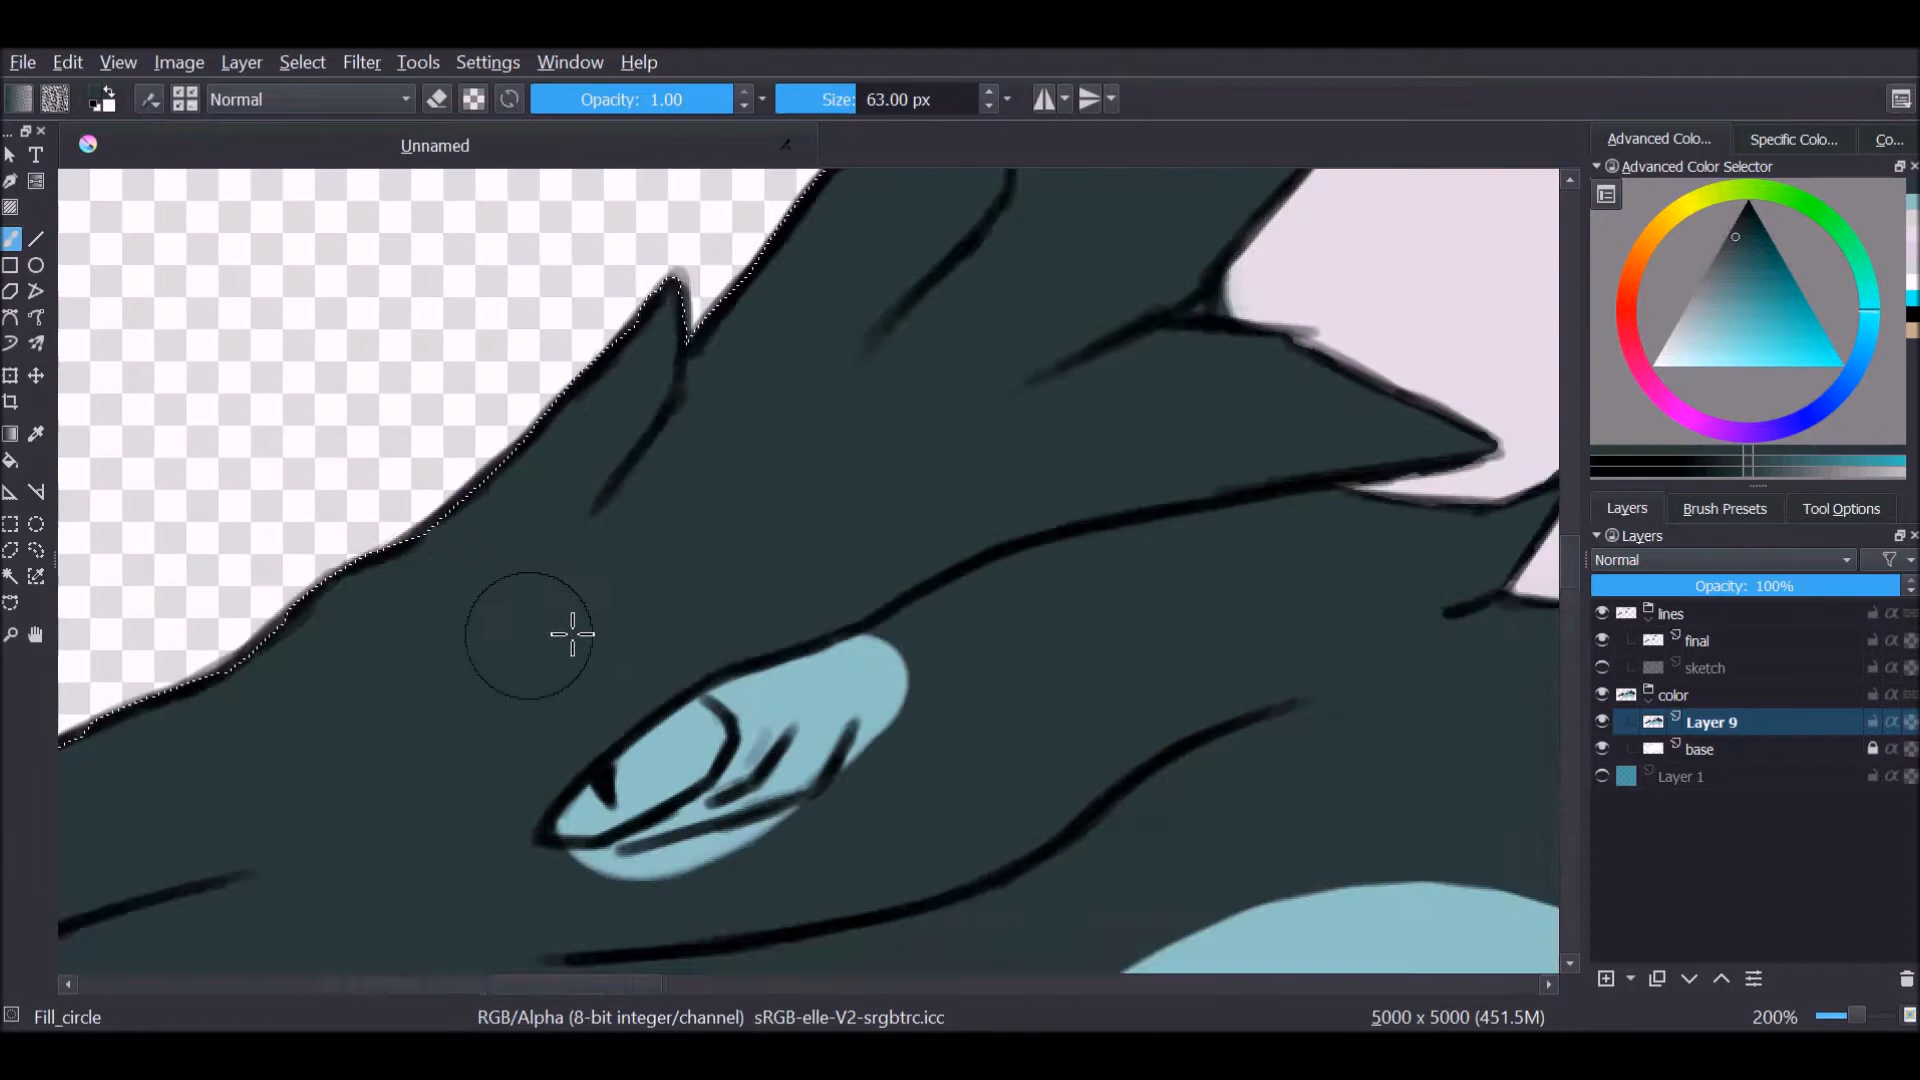 File Edit View Image Layer Select Filter Tools Settings Window Help
Normal Opacity: 1.00 Size: 63.00 px
Unnamed
Advanced Colo... Specific Colo... Co...
Advanced Color Selector
Layers Brush Presets Tool Options
Layers
Normal
Opacity: 100%
lines
final
sketch
color
Layer 9
base
Layer 1
Fill_circle RGB/Alpha (8-bit integer/channel) sRGB-elle-V2-srgbtrc.icc 5000 x 5000 (451.5M) 200%